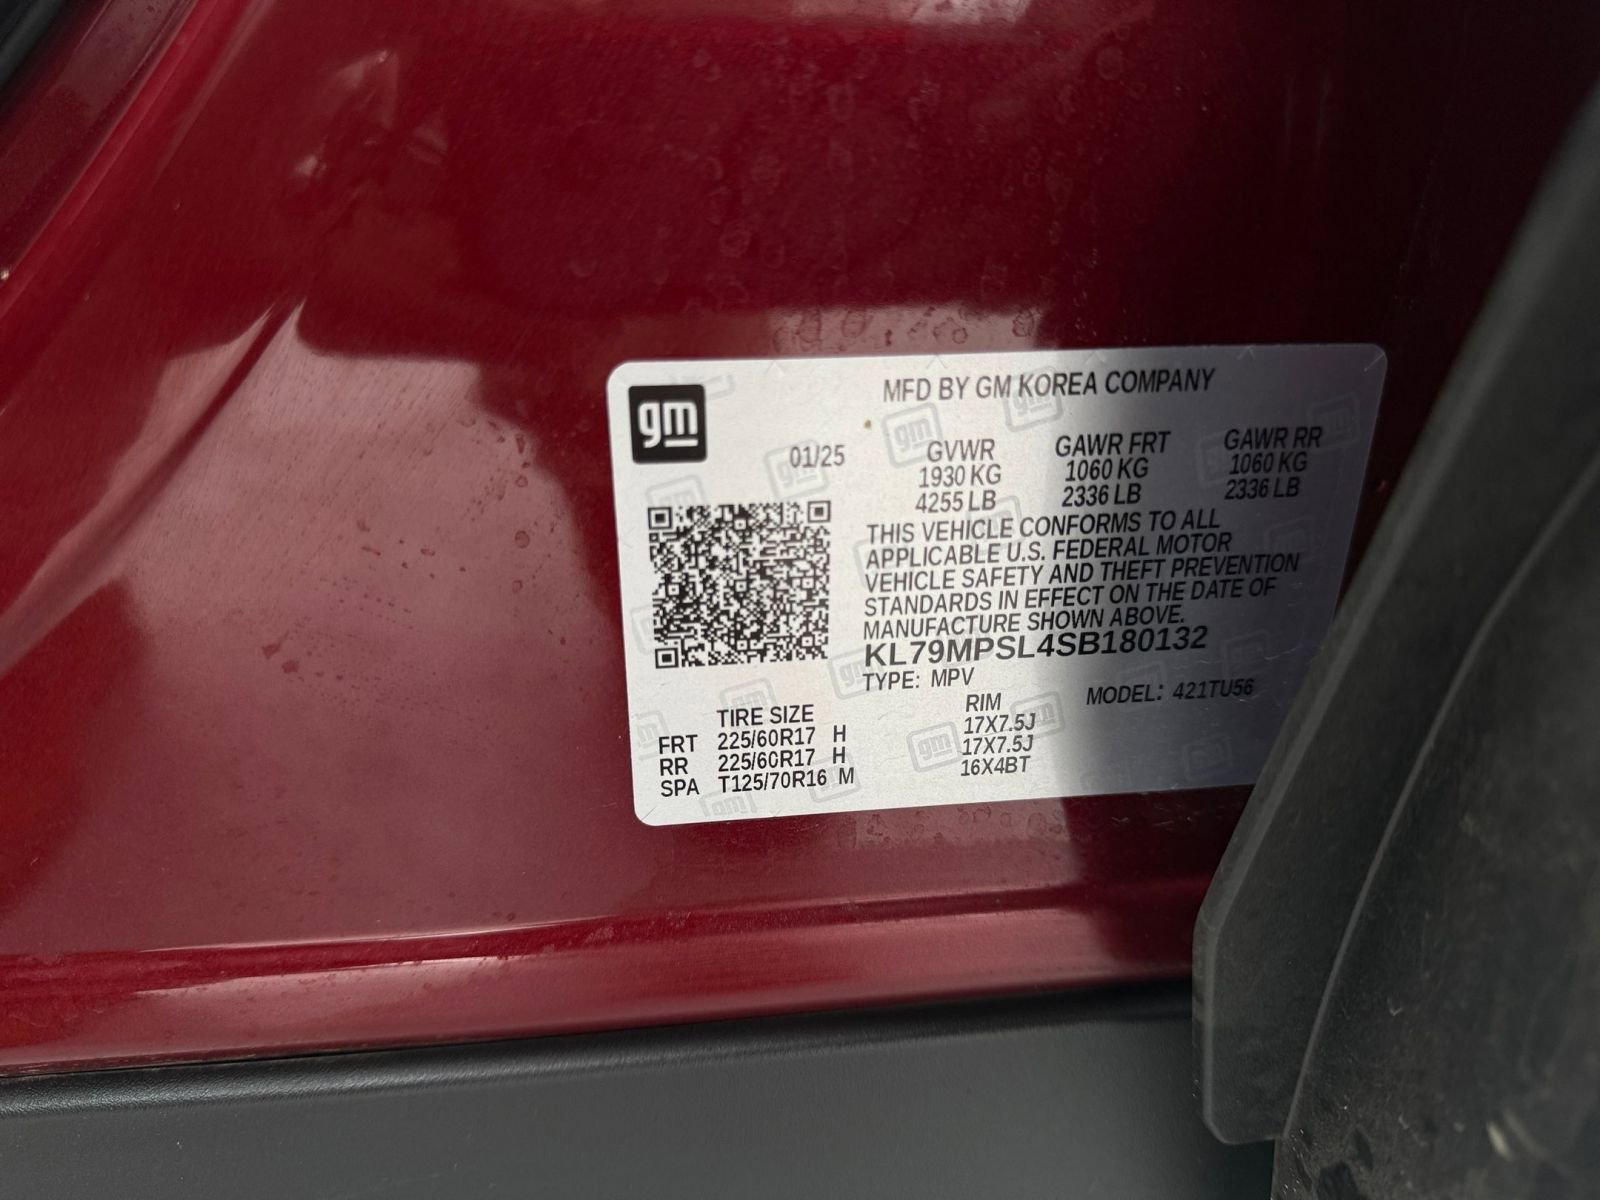 gm
MFD BY GM KOREA COMPANY
01/25
GVWR GAWR FRT GAWR RR
1930 KG 1060 KG 1060 KG
4255 LB 2336 LB 2336 LB
THIS VEHICLE CONFORMS TO ALL
APPLICABLE U.S. FEDERAL MOTOR
VEHICLE SAFETY AND THEFT PREVENTION
STANDARDS IN EFFECT ON THE DATE OF
MANUFACTURE SHOWN ABOVE.
KL79MPSL4SB180132
TYPE: MPV
MODEL: 421TU56
TIRE SIZE RIM
FRT 225/60R17 H 17X7.5J
RR 225/60R17 H 17X7.5J
SPA T125/70R16 M 16X4BT